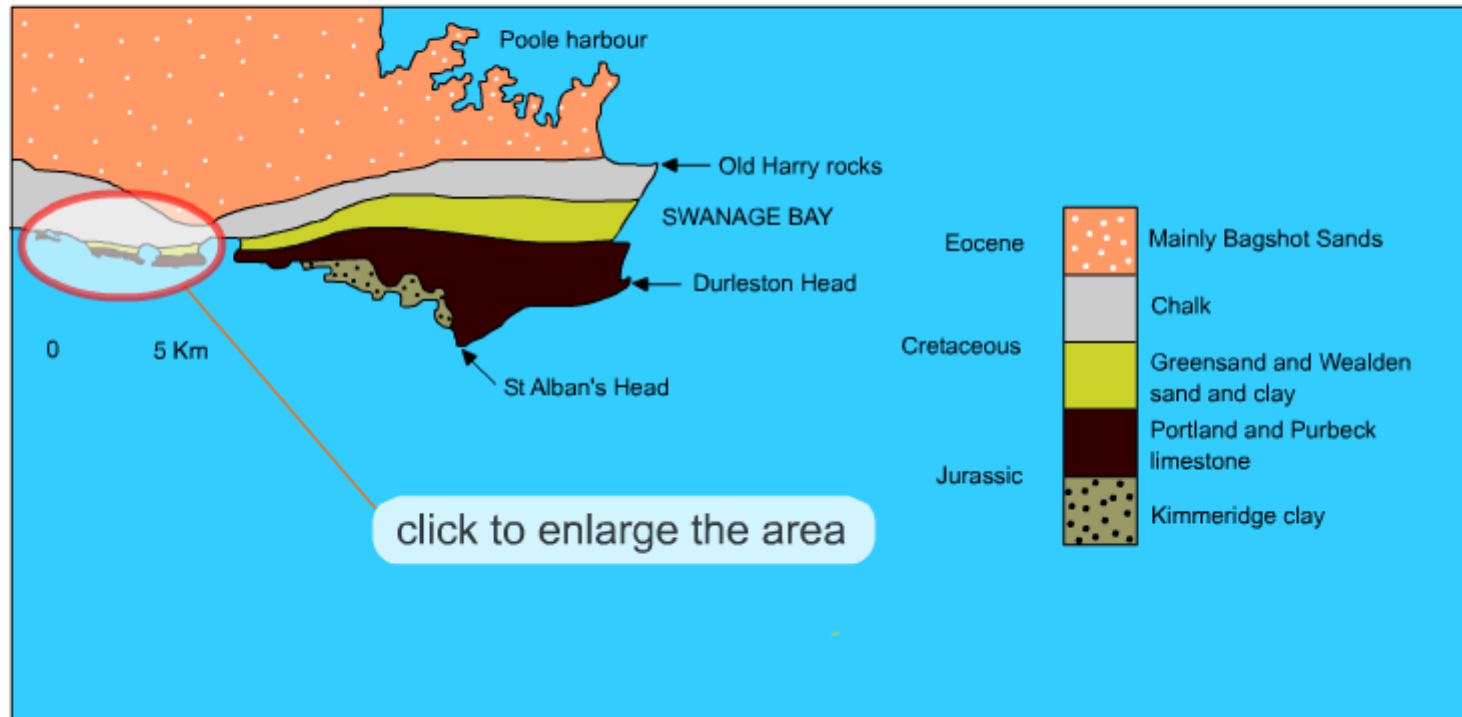 Poole harbour
Old Harry rocks
SWANAGE BAY
Durleston Head
0 5 Km
St Alban's Head
click to enlarge the area
Eocene
Mainly Bagshot Sands
Chalk
Cretaceous
Greensand and Wealden
sand and clay
Portland and Purbeck
limestone
Jurassic
Kimmeridge clay